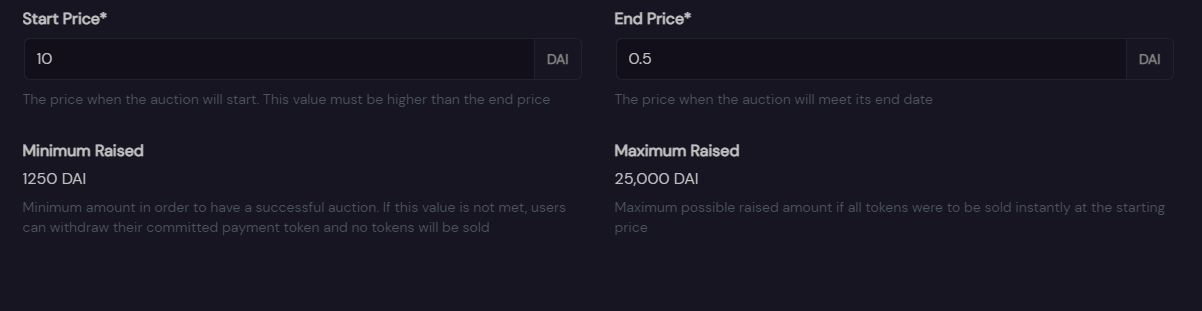 Start Price*
End Price*
10 DAI
0.5 DAI
The price when the auction will start. This value must be higher than the end price
The price when the auction will meet its end date
Minimum Raised
Maximum Raised
1250 DAI
25,000 DAI
Minimum amount in order to have a successful auction. If this value is not met, users
can withdraw their committed payment token and no tokens will be sold
Maximum possible raised amount if all tokens were to be sold instantly at the starting
price